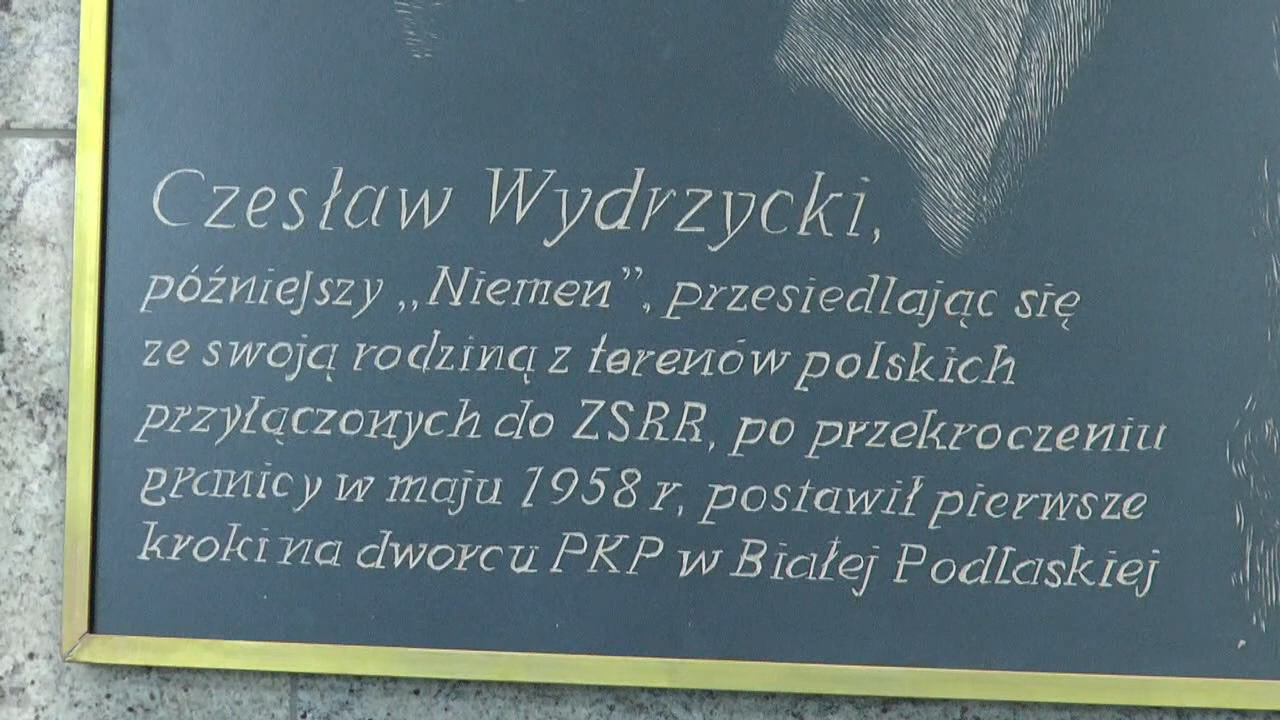 Czesław Wydrzycki,
późniejszy „Niemen”, przesiedlając się
ze swoją rodziną z terenów polskich
przyłączonych do ZSRR, po przekroczeniu
granicy w maju 1958 r, postawił pierwsze
kroki na dworcu PKP w Białej Podlaskiej